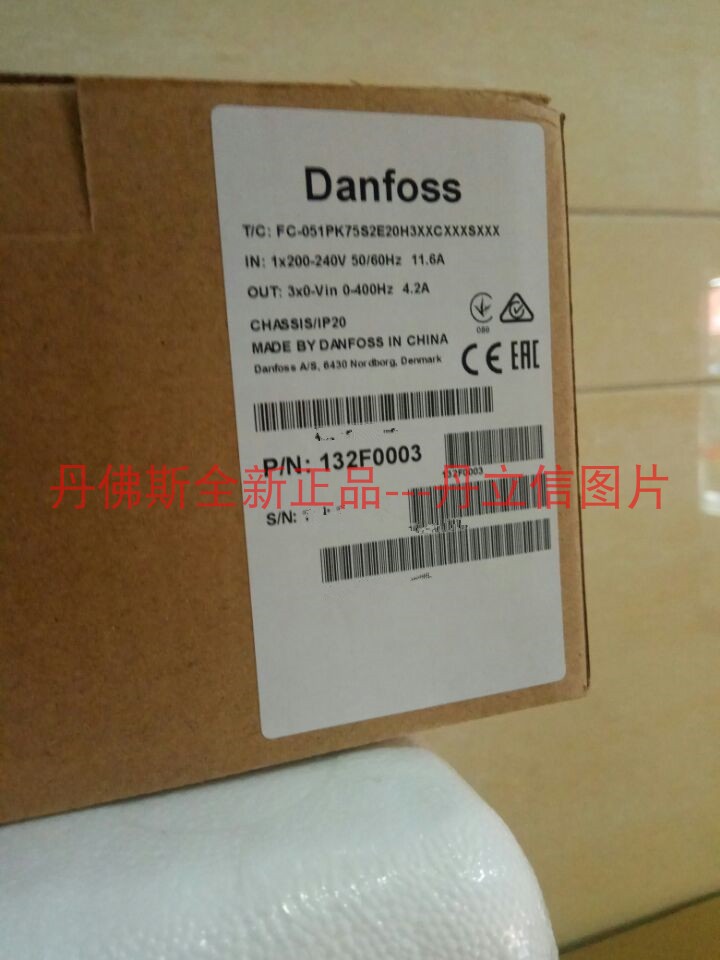 Danfoss
T/C: FC-051PK75S2E20H3XXCXXXSXXX
IN: 1x200-240V 50/60Hz 11.6A
OUT: 3x0-Vin 0-400Hz 4.2A
CHASSIS/IP20
MADE BY DANFOSS IN CHINA
Danfoss A/S, 6430 Nordborg, Denmark
089
CE EAC
P/N: 132F0003
132F0003
丹佛斯全新正品---丹立信图片
S/N: